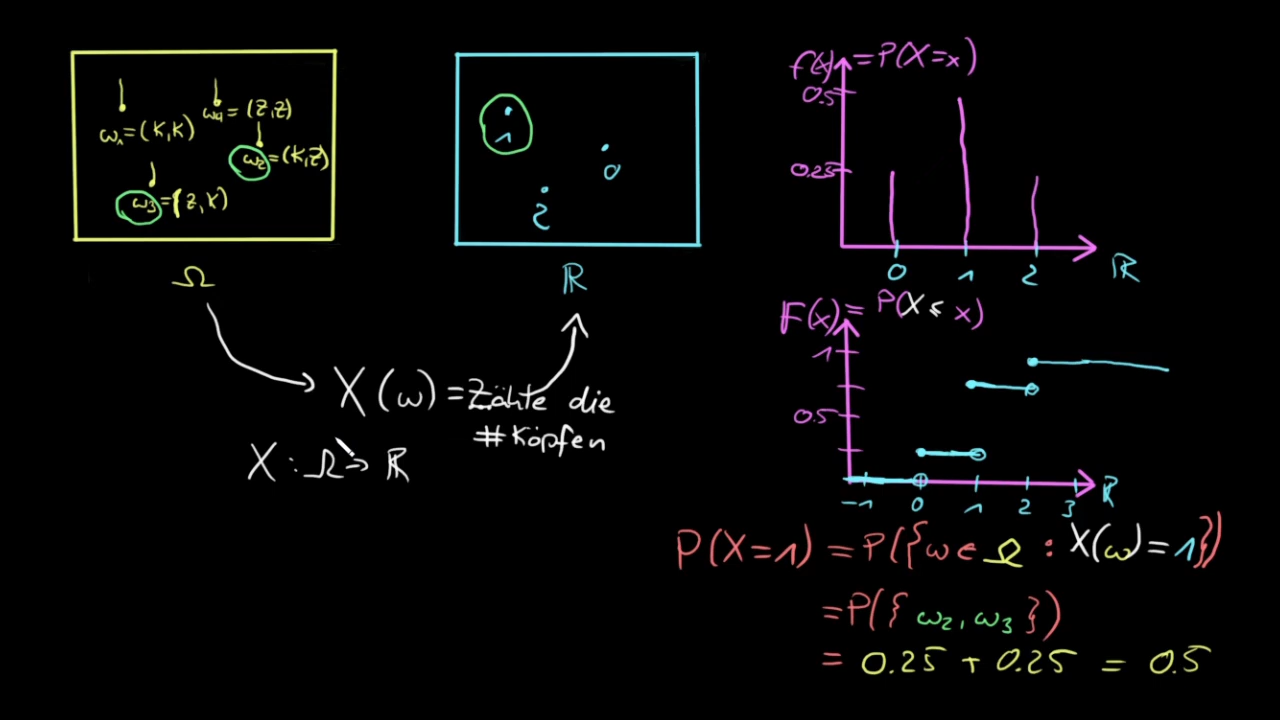 ω₁=(K,K)
ω₄=(Z,Z)
ω₂=(K,Z)
ω₃=(Z,K)
Ω
1
0
2
ℝ
X(ω)=Zähte die
#Köpfen
X:Ω→ℝ
f(x)=P(X=x)
0.5
0.25
0 1 2 ℝ
F(x)=P(X≤x)
1
0.5
-1 0 1 2 3 ℝ
P(X=1)=P({ω∈Ω:X(ω)=1})
=P({ω₂,ω₃})
=0.25+0.25=0.5